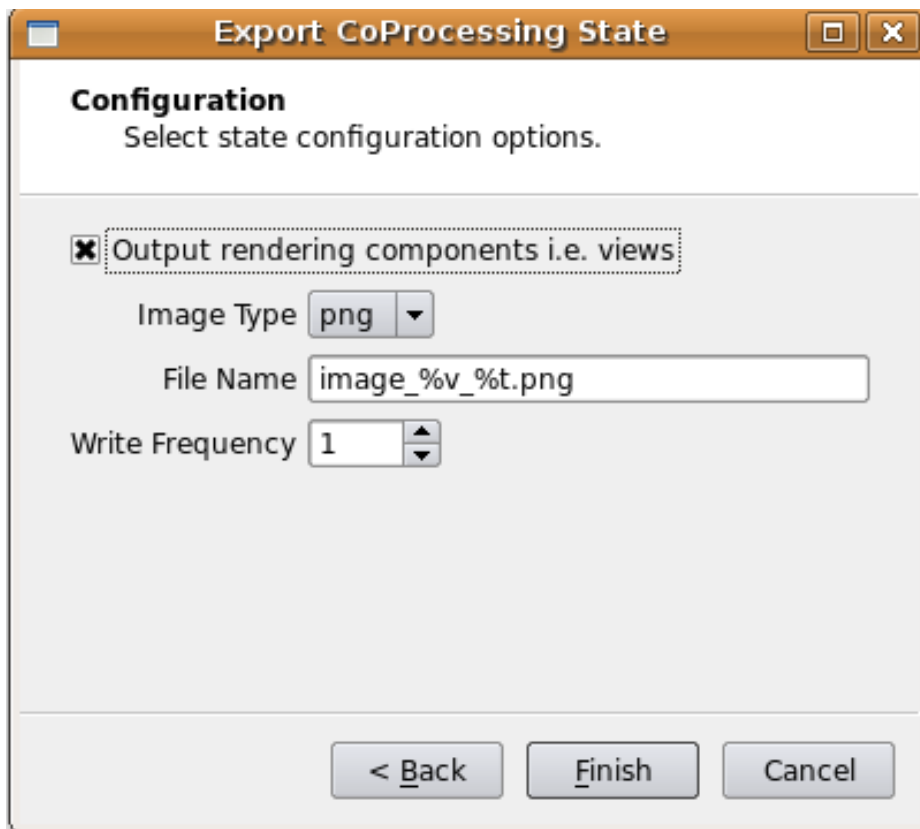 Export CoProcessing State
Configuration
Select state configuration options.
Output rendering components i.e. views
Image Type png
File Name image_%v_%t.png
Write Frequency 1
< Back Finish Cancel